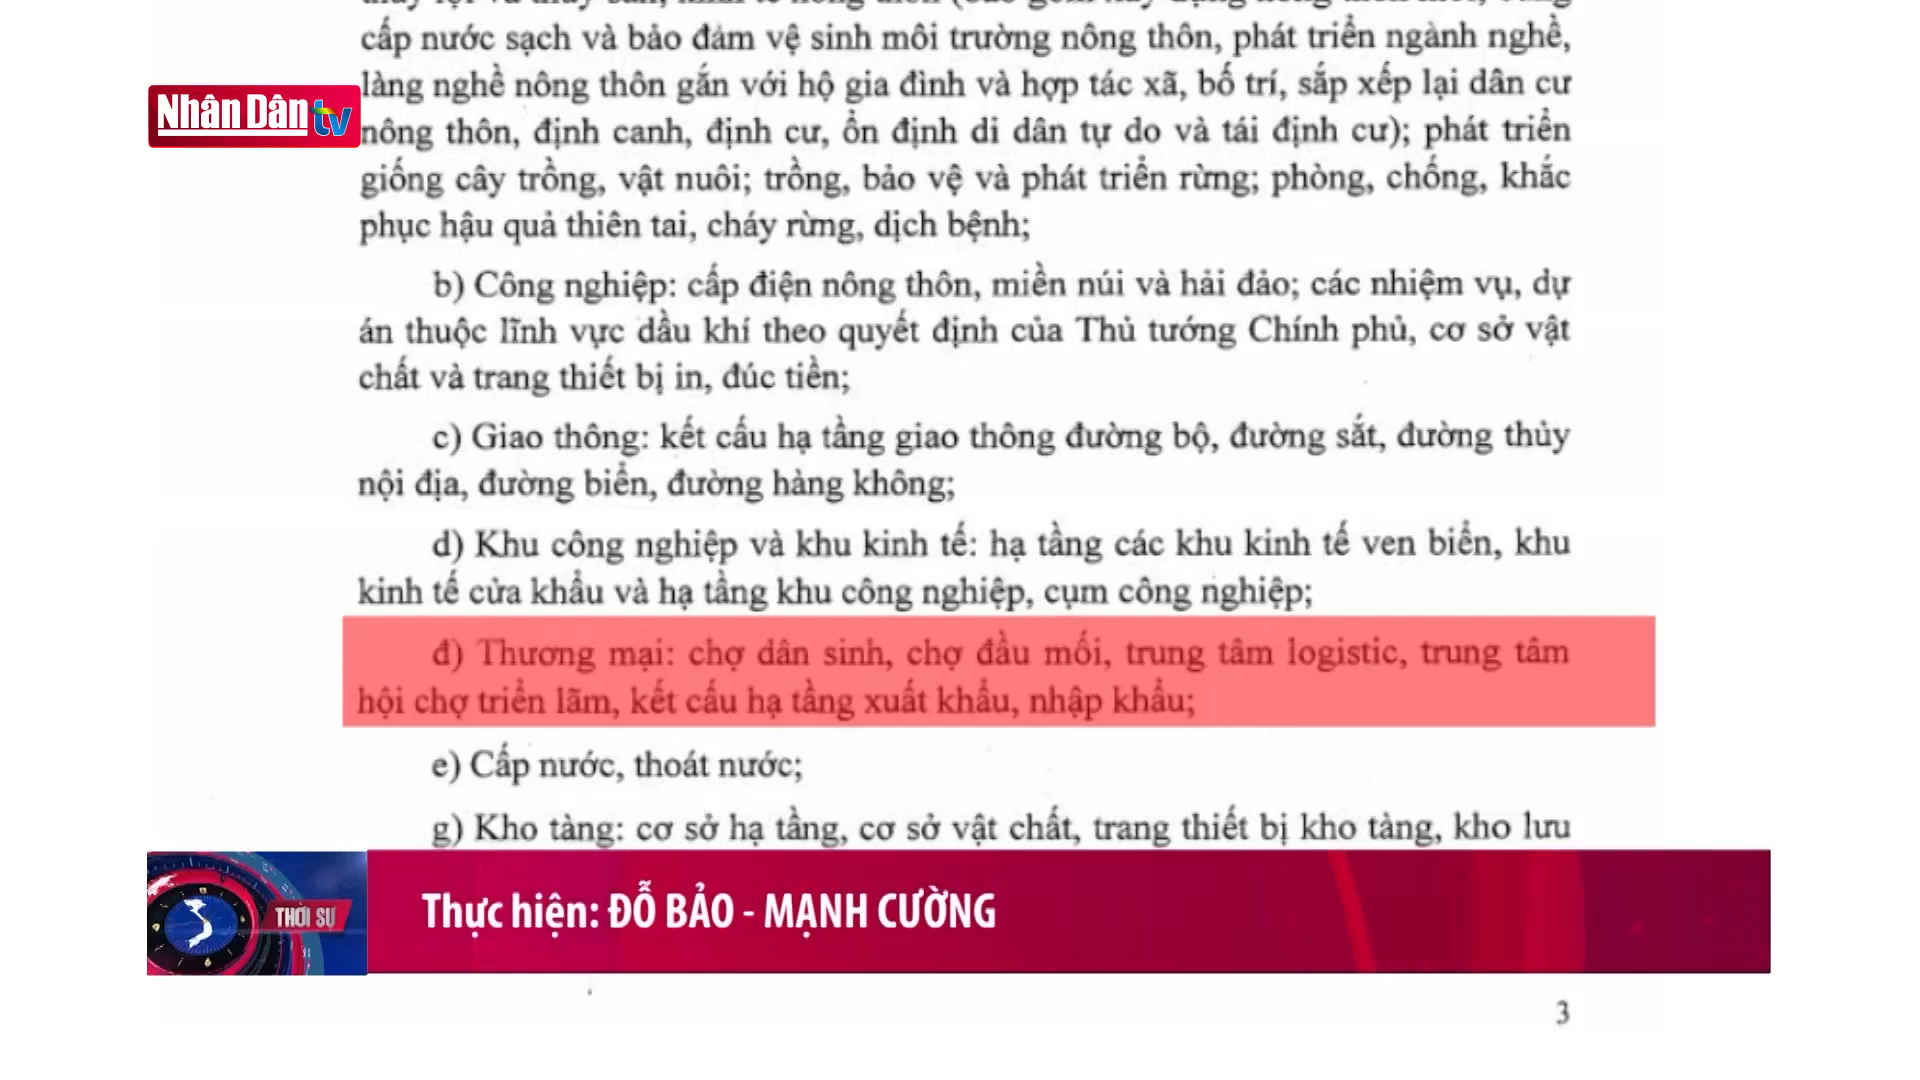 cấp nước sạch và bảo đảm vệ sinh môi trường nông thôn, phát triển ngành nghề,
làng nghề nông thôn gắn với hộ gia đình và hợp tác xã, bố trí, sắp xếp lại dân cư
Nhân Dân tv
nông thôn, định canh, định cư, ổn định di dân tự do và tái định cư); phát triển
giống cây trồng, vật nuôi; trồng, bảo vệ và phát triển rừng; phòng, chống, khắc
phục hậu quả thiên tai, cháy rừng, dịch bệnh;
b) Công nghiệp: cấp điện nông thôn, miền núi và hải đảo; các nhiệm vụ, dự
án thuộc lĩnh vực dầu khí theo quyết định của Thủ tướng Chính phủ, cơ sở vật
chất và trang thiết bị in, đúc tiền;
c) Giao thông: kết cấu hạ tầng giao thông đường bộ, đường sắt, đường thủy
nội địa, đường biển, đường hàng không;
d) Khu công nghiệp và khu kinh tế: hạ tầng các khu kinh tế ven biển, khu
kinh tế cửa khẩu và hạ tầng khu công nghiệp, cụm công nghiệp;
đ) Thương mại: chợ dân sinh, chợ đầu mối, trung tâm logistic, trung tâm
hội chợ triển lãm, kết cấu hạ tầng xuất khẩu, nhập khẩu;
e) Cấp nước, thoát nước;
g) Kho tàng: cơ sở hạ tầng, cơ sở vật chất, trang thiết bị kho tàng, kho lưu
THỜI SỰ
Thực hiện: ĐỖ BẢO - MẠNH CƯỜNG
3